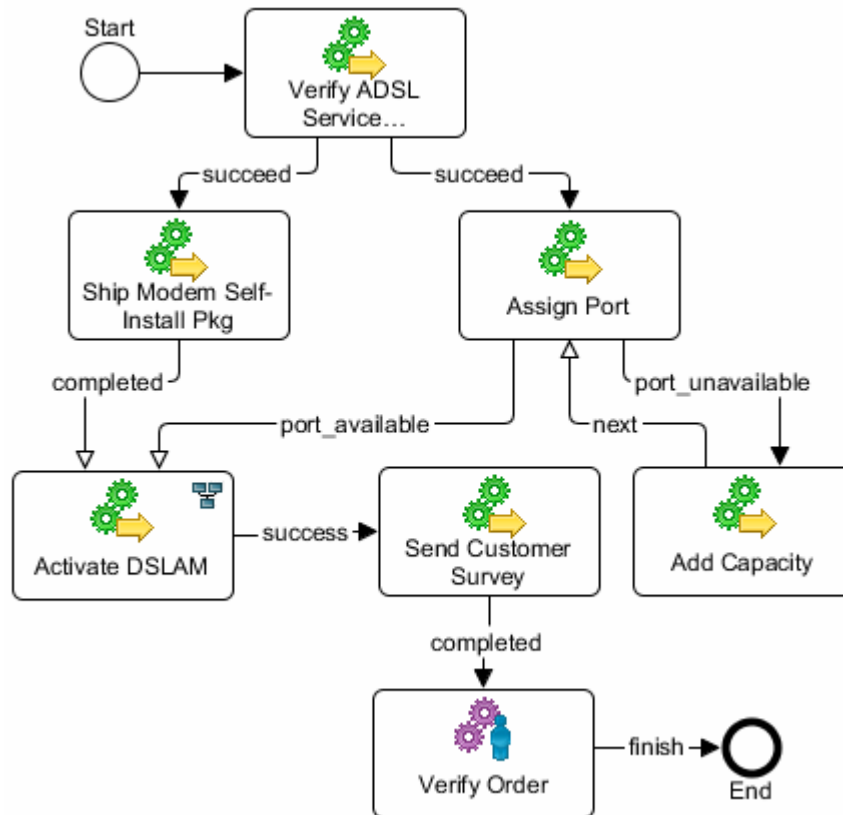 Start
Verify ADSL
Service...
succeed
succeed
Ship Modem Self-
Install Pkg
Assign Port
completed
port_available
next
port_unavailable
Activate DSLAM
success
Send Customer
Survey
Add Capacity
completed
Verify Order
finish
End